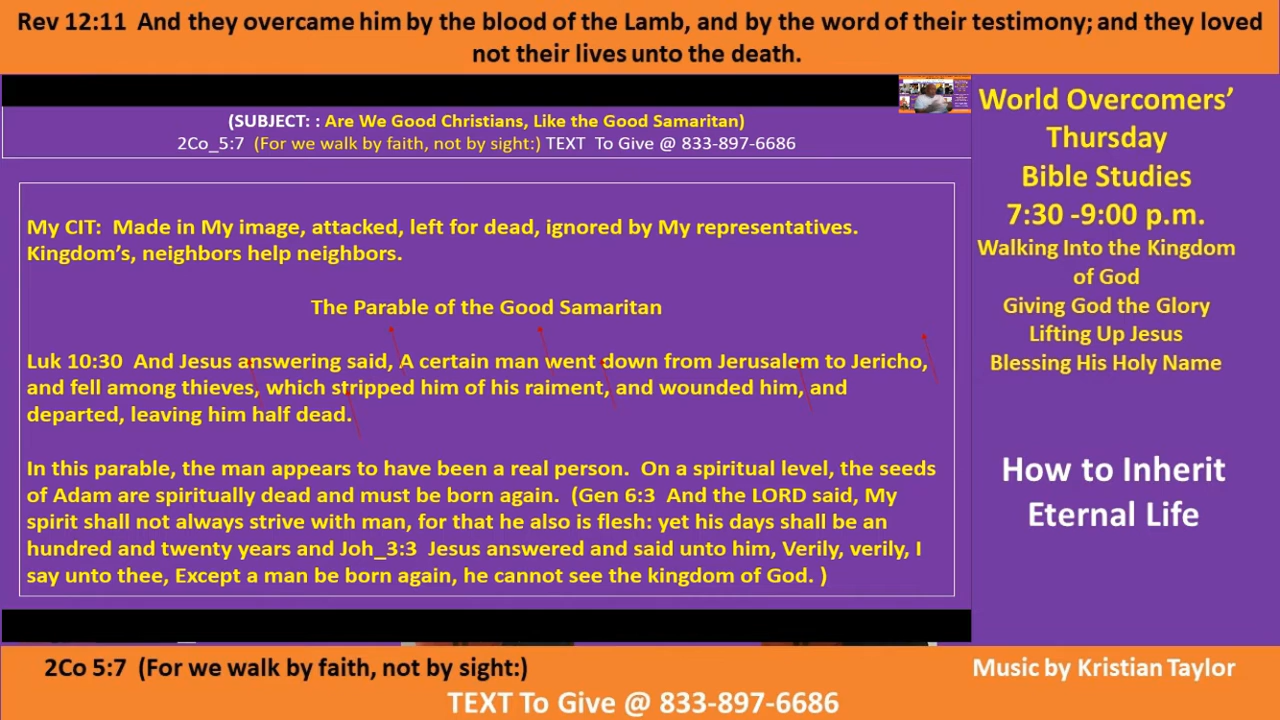 Rev 12:11  And they overcame him by the blood of the Lamb, and by the word of their testimony; and they loved
not their lives unto the death.
(SUBJECT: : Are We Good Christians, Like the Good Samaritan)
2Co_5:7  (For we walk by faith, not by sight:) TEXT  To Give @ 833-897-6686
My CIT:  Made in My image, attacked, left for dead, ignored by My representatives.
Kingdom's, neighbors help neighbors.
The Parable of the Good Samaritan
Luk 10:30  And Jesus answering said, A certain man went down from Jerusalem to Jericho,
and fell among thieves, which stripped him of his raiment, and wounded him, and
departed, leaving him half dead.
In this parable, the man appears to have been a real person.  On a spiritual level, the seeds
of Adam are spiritually dead and must be born again.  (Gen 6:3  And the LORD said, My
spirit shall not always strive with man, for that he also is flesh: yet his days shall be an
hundred and twenty years and Joh_3:3  Jesus answered and said unto him, Verily, verily, I
say unto thee, Except a man be born again, he cannot see the kingdom of God. )
World Overcomers'
Thursday
Bible Studies
7:30 -9:00 p.m.
Walking Into the Kingdom
of God
Giving God the Glory
Lifting Up Jesus
Blessing His Holy Name
How to Inherit
Eternal Life
2Co 5:7  (For we walk by faith, not by sight:)
Music by Kristian Taylor
TEXT To Give @ 833-897-6686